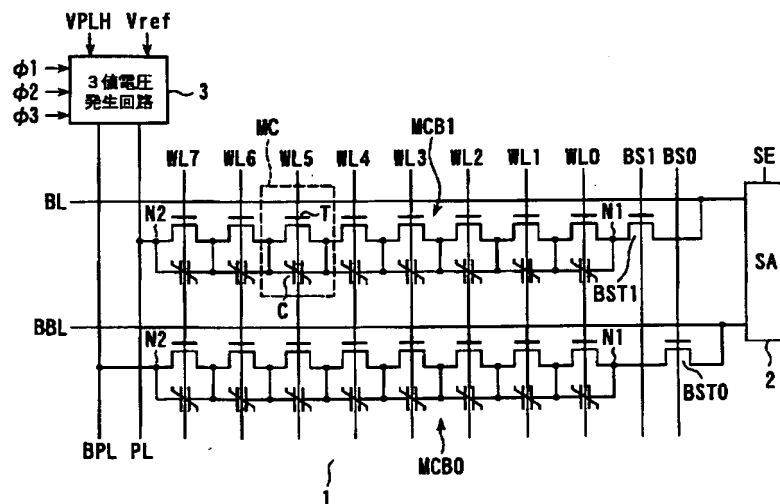 VPLH Vref
φ1
φ2
φ3
3値電圧
発生回路
3
MC
MCB1
WL7 WL6 WL5 WL4 WL3 WL2 WL1 WL0 BS1 BS0 SE
BL
N2
T
N1
C
BST1
SA
BBL
N2
N1
BST0
2
BPL PL
MCB0
1